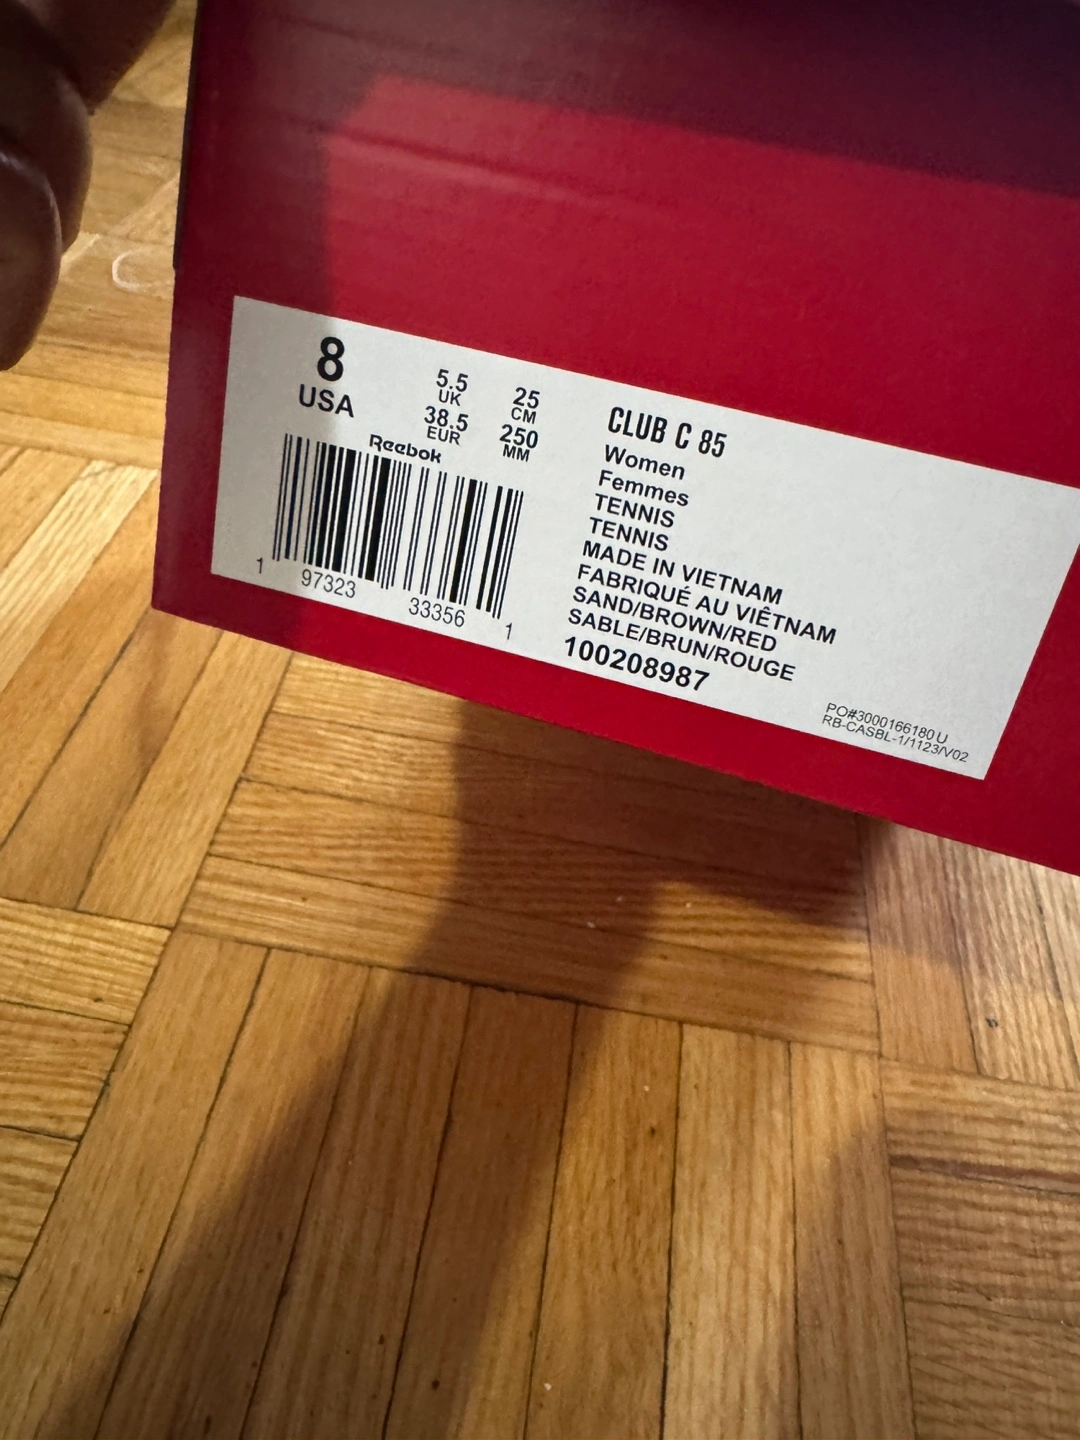 8
USA
5.5
UK
38.5
EUR
25
CM
250
MM
Reebok
1 97323 33356 1
CLUB C 85
Women
Femmes
TENNIS
TENNIS
MADE IN VIETNAM
FABRIQUÉ AU VIÊTNAM
SAND/BROWN/RED
SABLE/BRUN/ROUGE
100208987
PO#3000166180 U
RB-CASBL-1/1123/V02